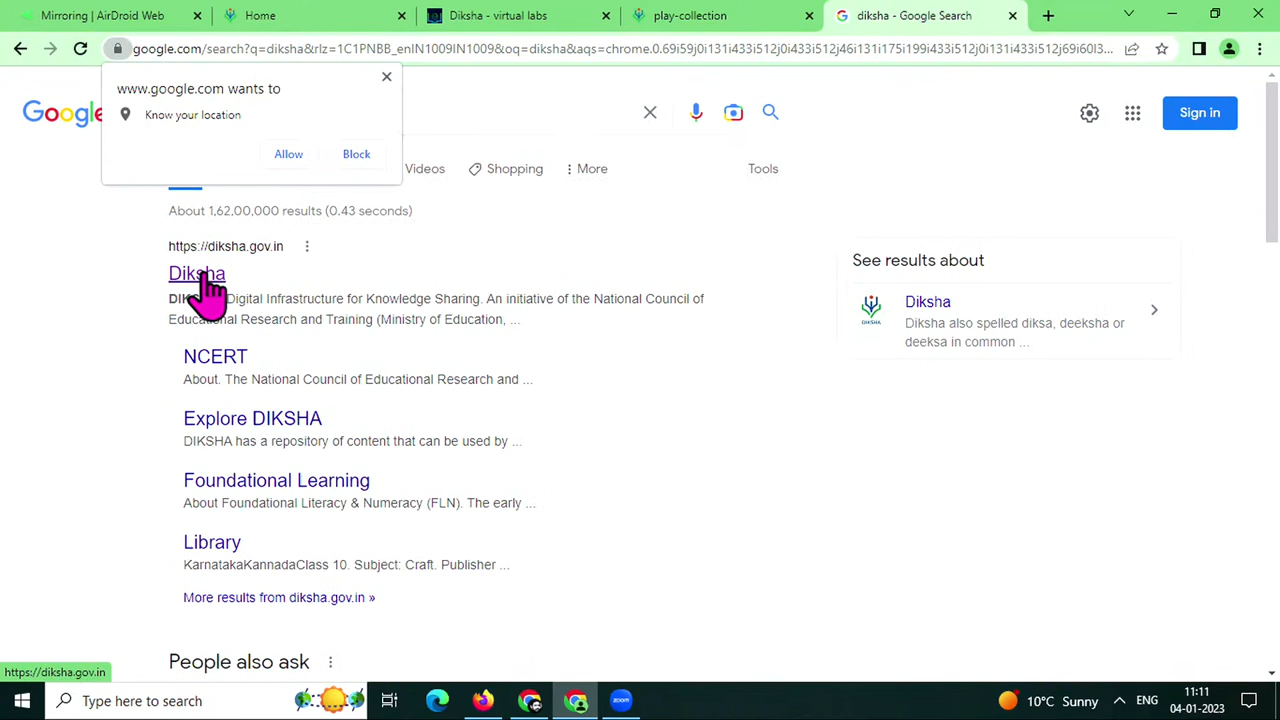 Mirroring | AirDroid Web
Home
Diksha - virtual labs
play-collection
diksha - Google Search
google.com/search?q=diksha&rlz=1C1PNBB_enIN1009IN1009&oq=diksha&aqs=chrome.0.69i59j0i131i433i512j0i131i433i512j46i131i175i199i433i512j0i131i433i512j69i60l3...
www.google.com wants to
Know your location
Allow Block
Google
Sign in
Videos Shopping More Tools
About 1,62,00,000 results (0.43 seconds)
https://diksha.gov.in
Diksha
Digital Infrastructure for Knowledge Sharing. An initiative of the National Council of
Educational Research and Training (Ministry of Education, ...
NCERT
About. The National Council of Educational Research and ...
Explore DIKSHA
DIKSHA has a repository of content that can be used by ...
Foundational Learning
About Foundational Literacy & Numeracy (FLN). The early ...
Library
KarnatakaKannadaClass 10. Subject: Craft. Publisher ...
More results from diksha.gov.in »
People also ask
See results about
DIKSHA
Diksha
Diksha also spelled diksa, deeksha or
deeksa in common ...
https://diksha.gov.in
Type here to search
zoom
10°C Sunny
ENG
11:11
04-01-2023